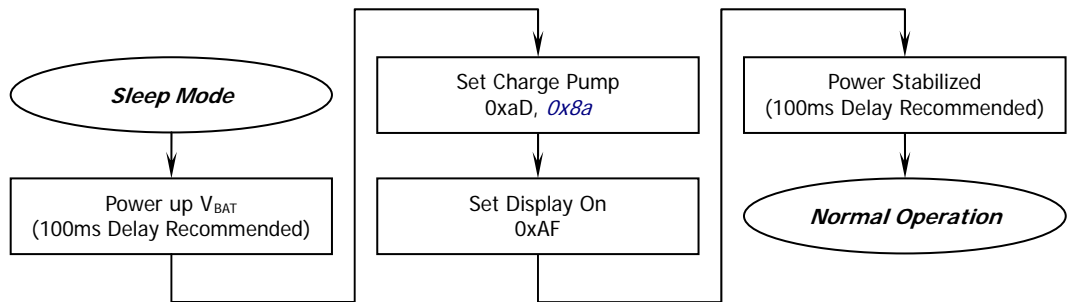 Sleep Mode
Power up VBAT
(100ms Delay Recommended)
Set Charge Pump
0xaD, 0x8a
Set Display On
0xAF
Power Stabilized
(100ms Delay Recommended)
Normal Operation